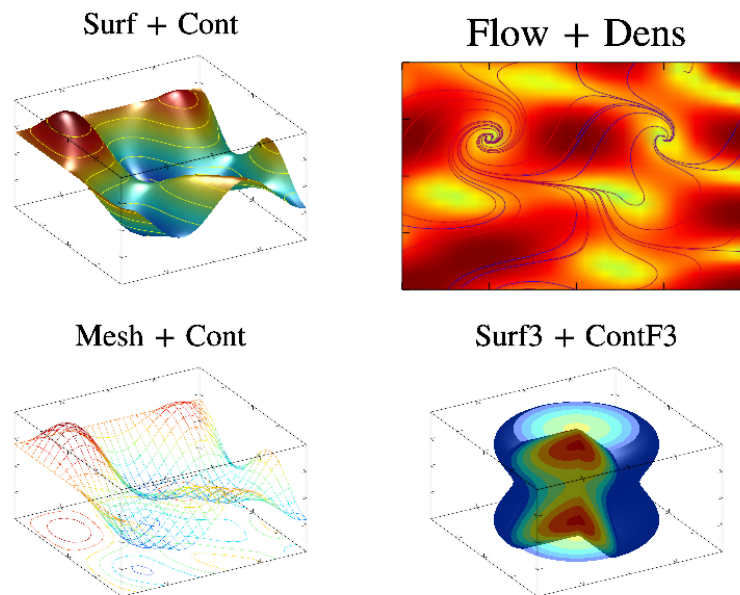 Surf + Cont
Flow + Dens
Mesh + Cont
Surf3 + ContF3